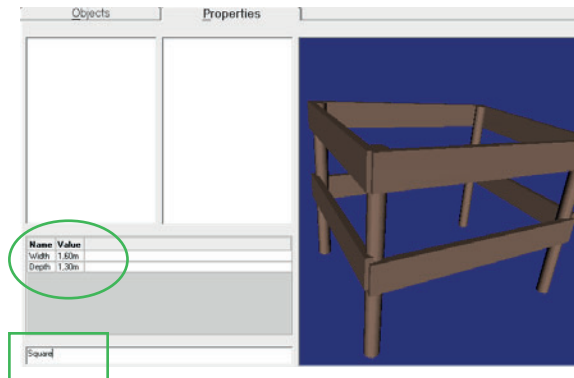 Objects Properties
Name Value
Width 1,60m
Depth 1,30m
Square